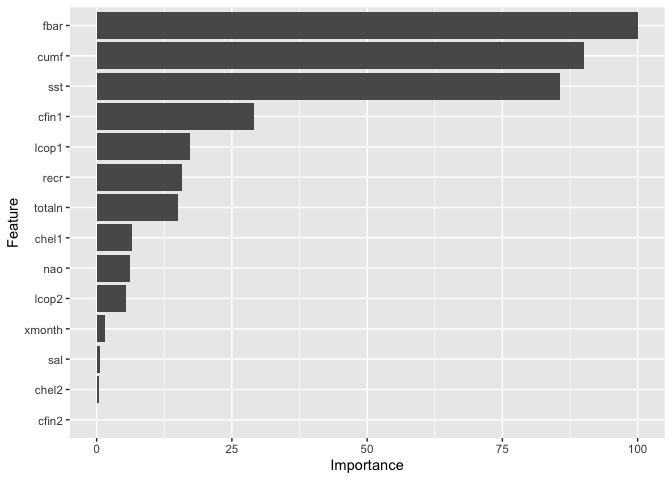 fbar
cumf
sst
cfin1
lcop1
recr
totaln
chel1
nao
lcop2
xmonth
sal
chel2
cfin2
Feature
0 25 50 75 100
Importance